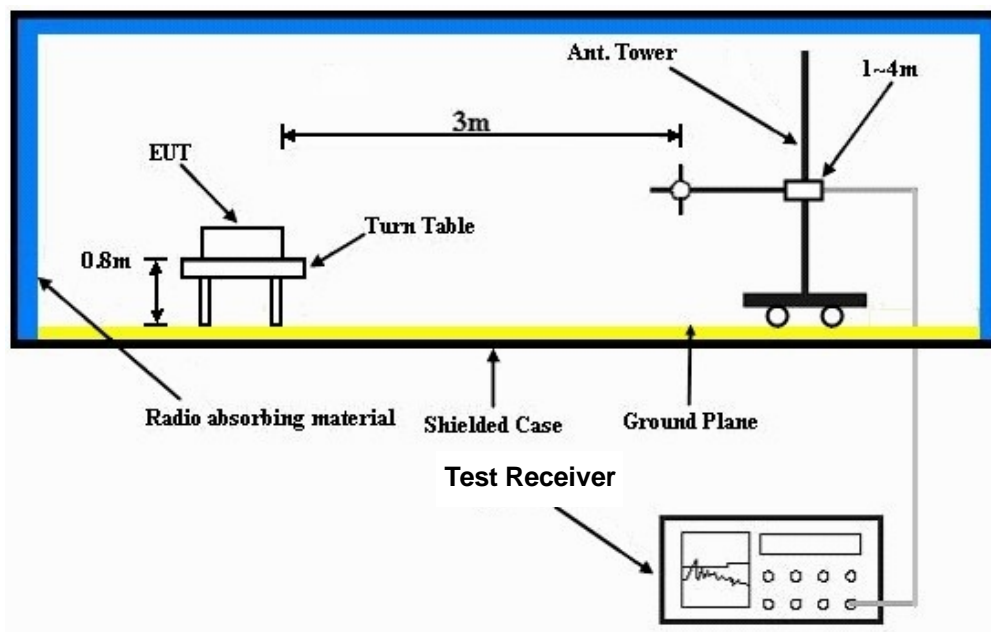 Ant. Tower
1~4m
3m
EUT
Turn Table
0.8m
Radio absorbing material
Shielded Case
Ground Plane
Test Receiver